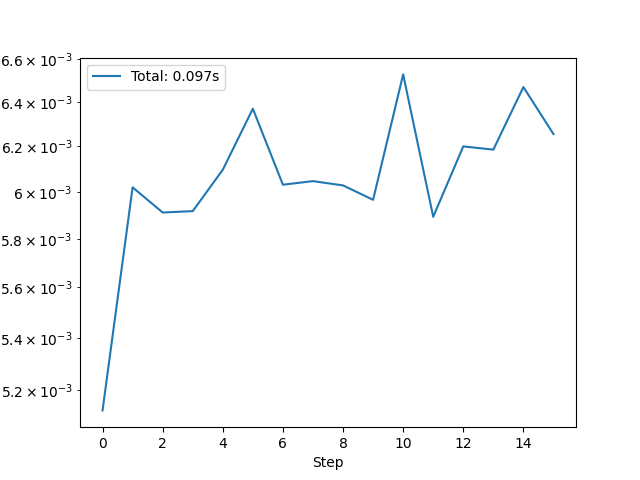 Total: 0.097s
6.6 × 10⁻³
6.4 × 10⁻³
6.2 × 10⁻³
6 × 10⁻³
5.8 × 10⁻³
5.6 × 10⁻³
5.4 × 10⁻³
5.2 × 10⁻³
0 2 4 6 8 10 12 14
Step